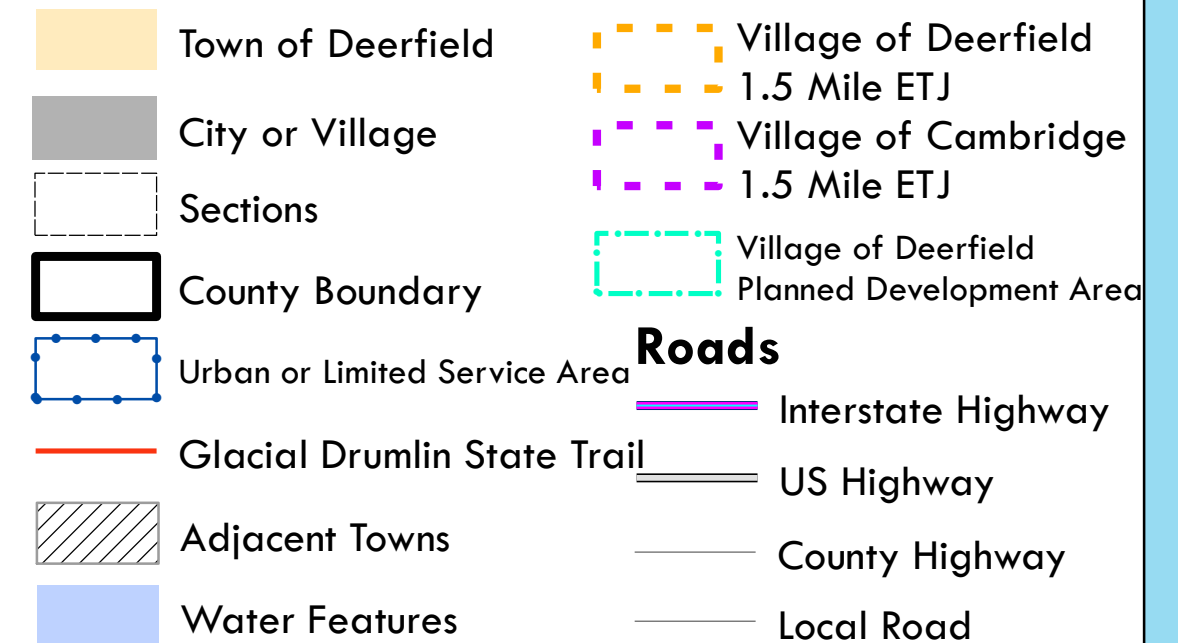 Town of Deerfield
City or Village
Sections
County Boundary
Urban or Limited Service Area
Glacial Drumlin State Trail
Adjacent Towns
Water Features
Village of Deerfield
1.5 Mile ETJ
Village of Cambridge
1.5 Mile ETJ
Village of Deerfield
Planned Development Area
Roads
Interstate Highway
US Highway
County Highway
Local Road